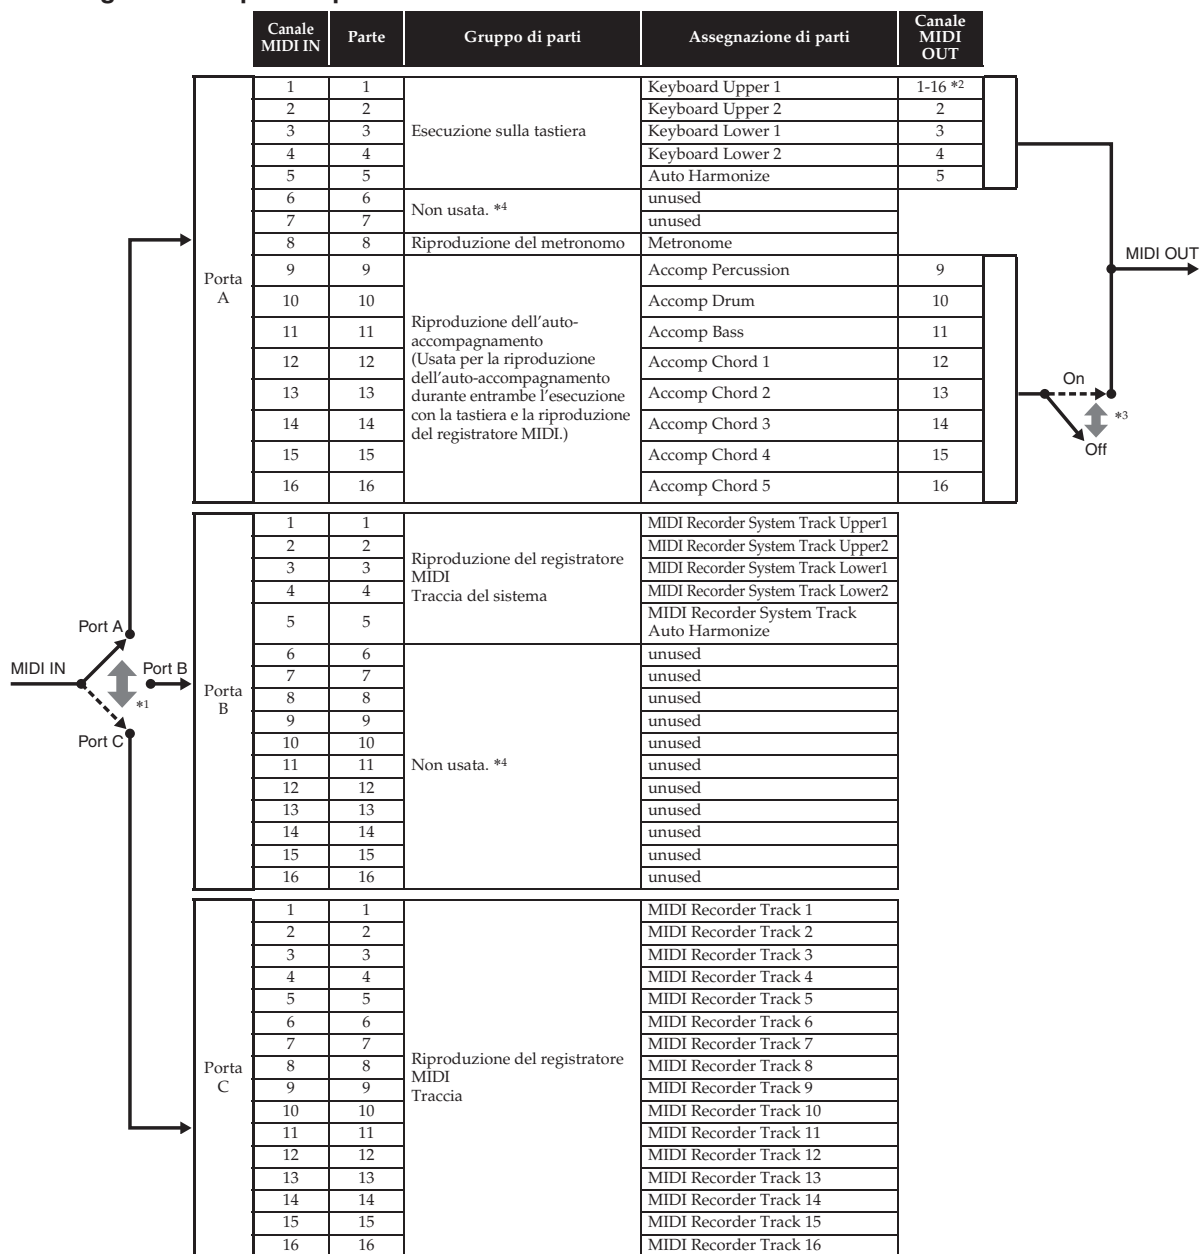 Canale MIDI IN | Parte | Gruppo di parti | Assegnazione di parti | Canale MIDI OUT
Porta A
1 | 1 | Esecuzione sulla tastiera | Keyboard Upper 1 | 1-16 *2
2 | 2 | Keyboard Upper 2 | 2
3 | 3 | Keyboard Lower 1 | 3
4 | 4 | Keyboard Lower 2 | 4
5 | 5 | Auto Harmonize | 5
6 | 6 | Non usata. *4 | unused
7 | 7 | unused
8 | 8 | Riproduzione del metronomo | Metronome
9 | 9 | Accomp Percussion | 9
10 | 10 | Accomp Drum | 10
11 | 11 | Accomp Bass | 11
12 | 12 | Accomp Chord 1 | 12
13 | 13 | Accomp Chord 2 | 13
14 | 14 | Accomp Chord 3 | 14
15 | 15 | Accomp Chord 4 | 15
16 | 16 | Accomp Chord 5 | 16
Riproduzione dell'auto-
accompagnamento
(Usata per la riproduzione
dell'auto-accompagnamento
durante entrambe l'esecuzione
con la tastiera e la riproduzione
del registratore MIDI.)
MIDI OUT
On
*3
Off
MIDI IN
Port A
Port B
*1
Port C
Porta B
1 | 1 | MIDI Recorder System Track Upper1
2 | 2 | MIDI Recorder System Track Upper2
3 | 3 | MIDI Recorder System Track Lower1
4 | 4 | MIDI Recorder System Track Lower2
5 | 5 | MIDI Recorder System Track
Auto Harmonize
Riproduzione del registratore
MIDI
Traccia del sistema
6 | 6 | unused
7 | 7 | unused
8 | 8 | unused
9 | 9 | unused
10 | 10 | unused
11 | 11 | Non usata. *4 | unused
12 | 12 | unused
13 | 13 | unused
14 | 14 | unused
15 | 15 | unused
16 | 16 | unused
Porta C
1 | 1 | MIDI Recorder Track 1
2 | 2 | MIDI Recorder Track 2
3 | 3 | MIDI Recorder Track 3
4 | 4 | MIDI Recorder Track 4
5 | 5 | MIDI Recorder Track 5
6 | 6 | MIDI Recorder Track 6
7 | 7 | MIDI Recorder Track 7
8 | 8 | MIDI Recorder Track 8
9 | 9 | MIDI Recorder Track 9
10 | 10 | MIDI Recorder Track 10
11 | 11 | MIDI Recorder Track 11
12 | 12 | MIDI Recorder Track 12
13 | 13 | MIDI Recorder Track 13
14 | 14 | MIDI Recorder Track 14
15 | 15 | MIDI Recorder Track 15
16 | 16 | MIDI Recorder Track 16
Riproduzione del registratore
MIDI
Traccia